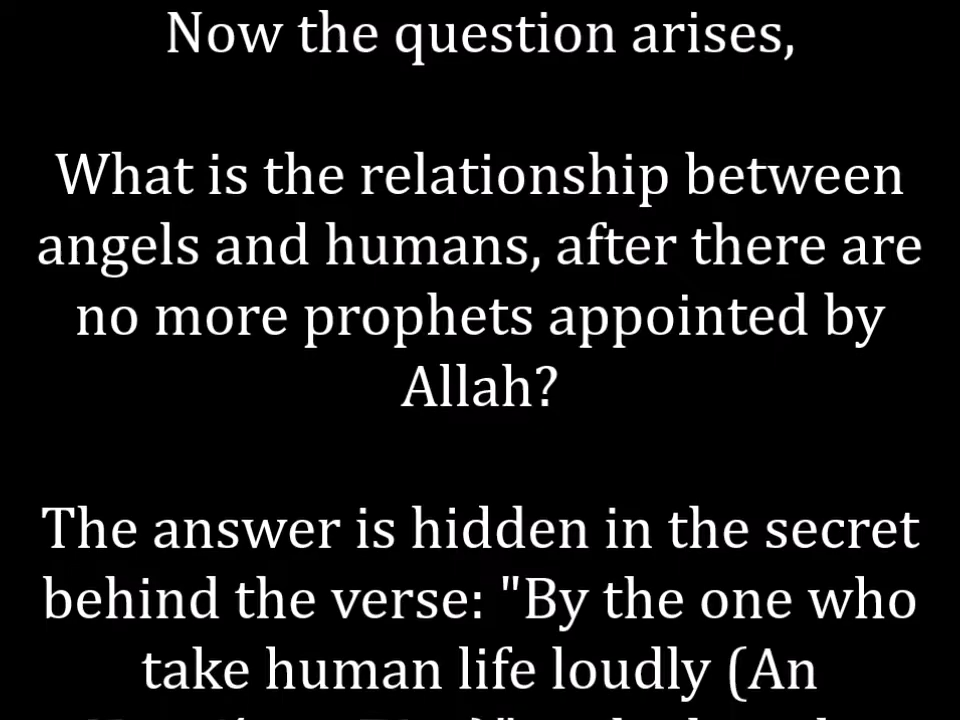 Now the question arises,
What is the relationship between
angels and humans, after there are
no more prophets appointed by
Allah?
The answer is hidden in the secret
behind the verse: "By the one who
take human life loudly (An